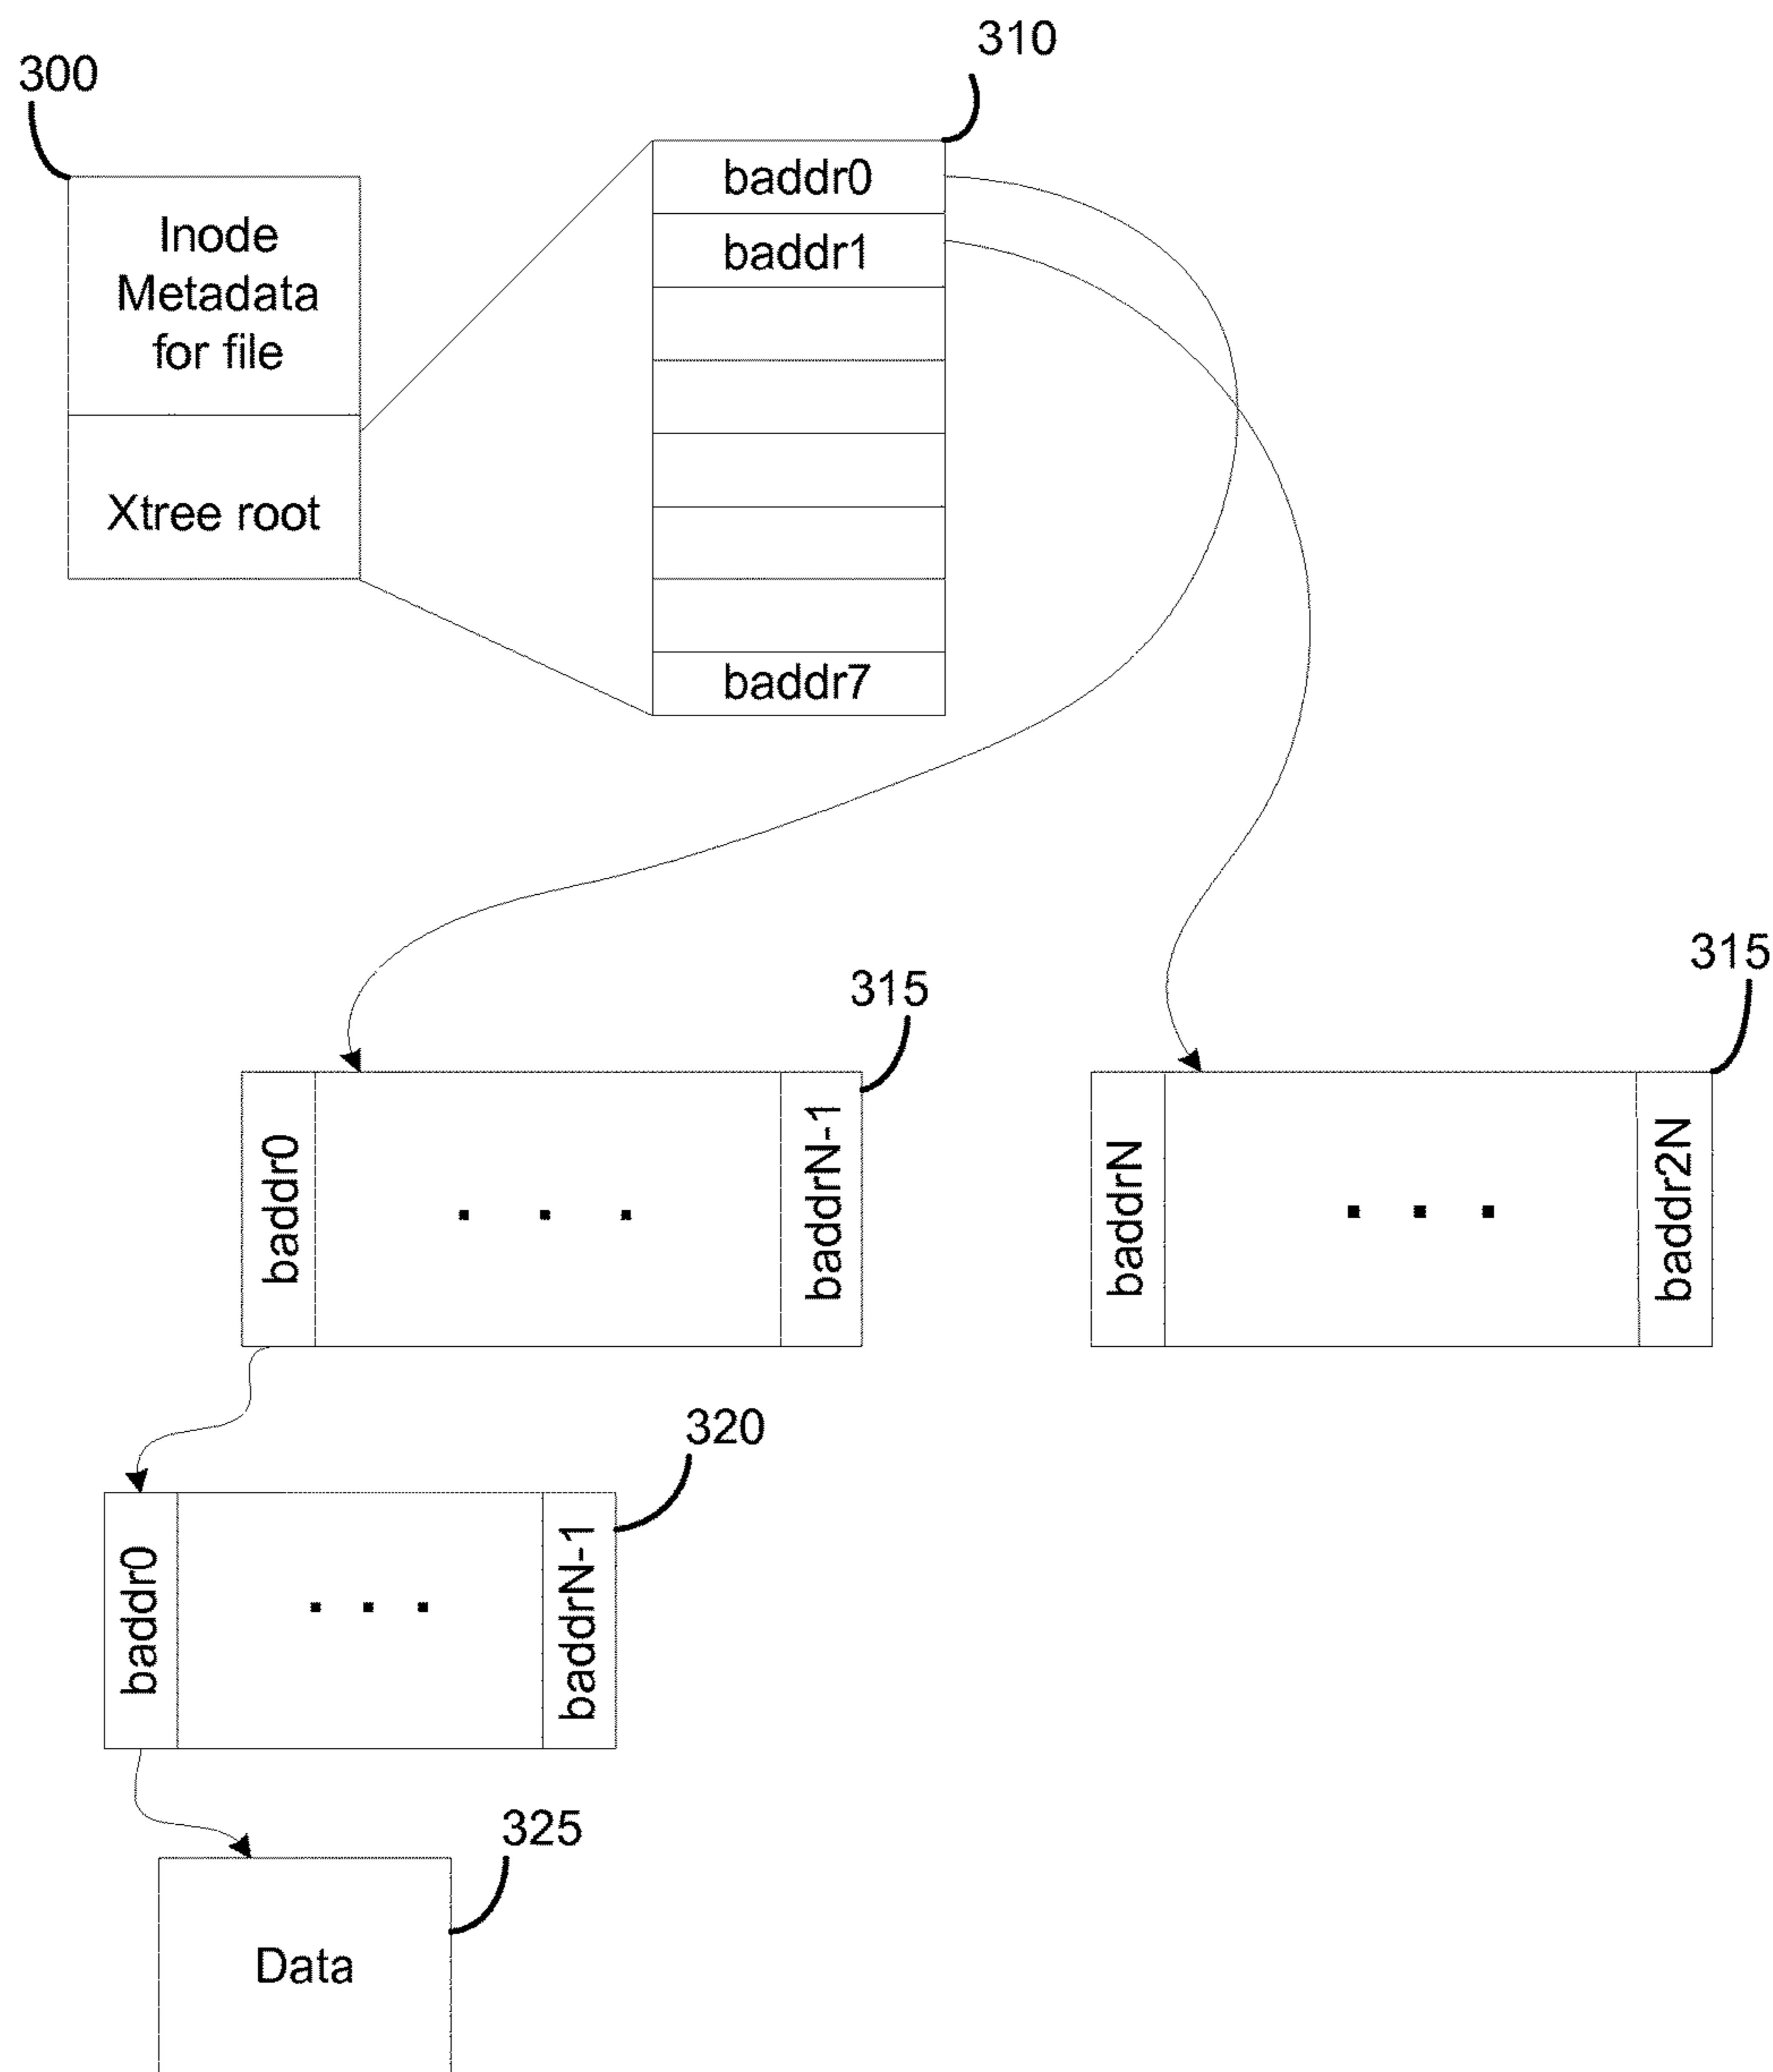 310
300
baddr0
Inode
Metadata
for file
baddr1
Xtree root
baddr7
315
315
baddr0
baddrN-1
baddrN
baddr2N
. . .
. . .
320
baddr0
baddrN-1
. . .
325
Data